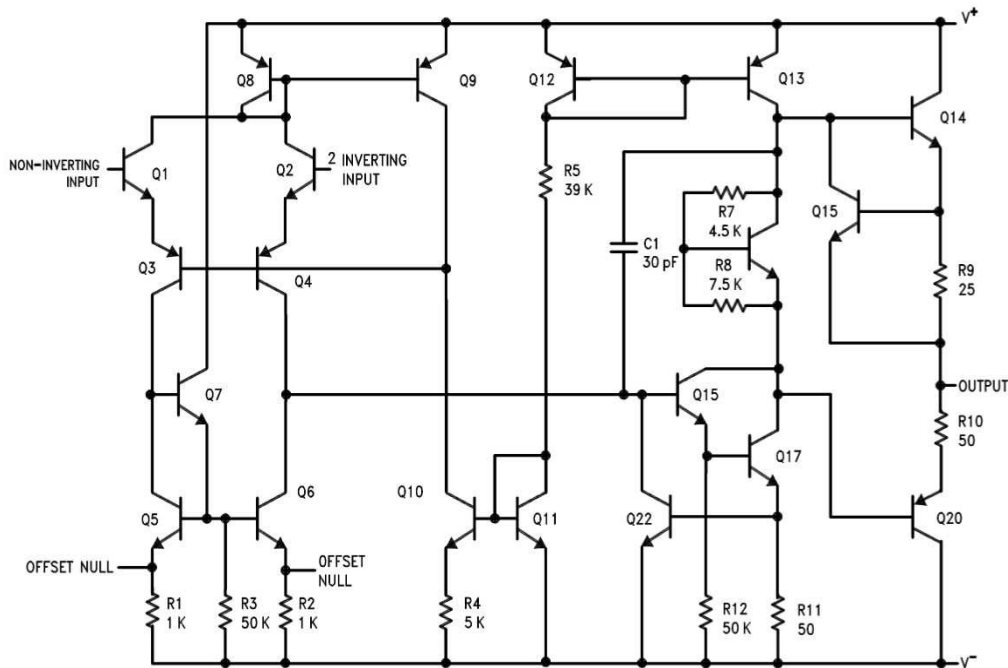 V+
Q8
Q9
Q12
Q13
Q14
NON-INVERTING
INPUT
Q1
Q2
2 INVERTING
INPUT
R5
39 K
R7
4.5 K
Q15
Q3
Q4
C1
30 pF
R8
7.5 K
R9
25
Q7
Q15
OUTPUT
R10
50
Q5
Q6
Q10
Q11
Q22
Q17
Q20
OFFSET NULL
OFFSET
NULL
R1
1 K
R3
50 K
R2
1 K
R4
5 K
R12
50 K
R11
50
V-